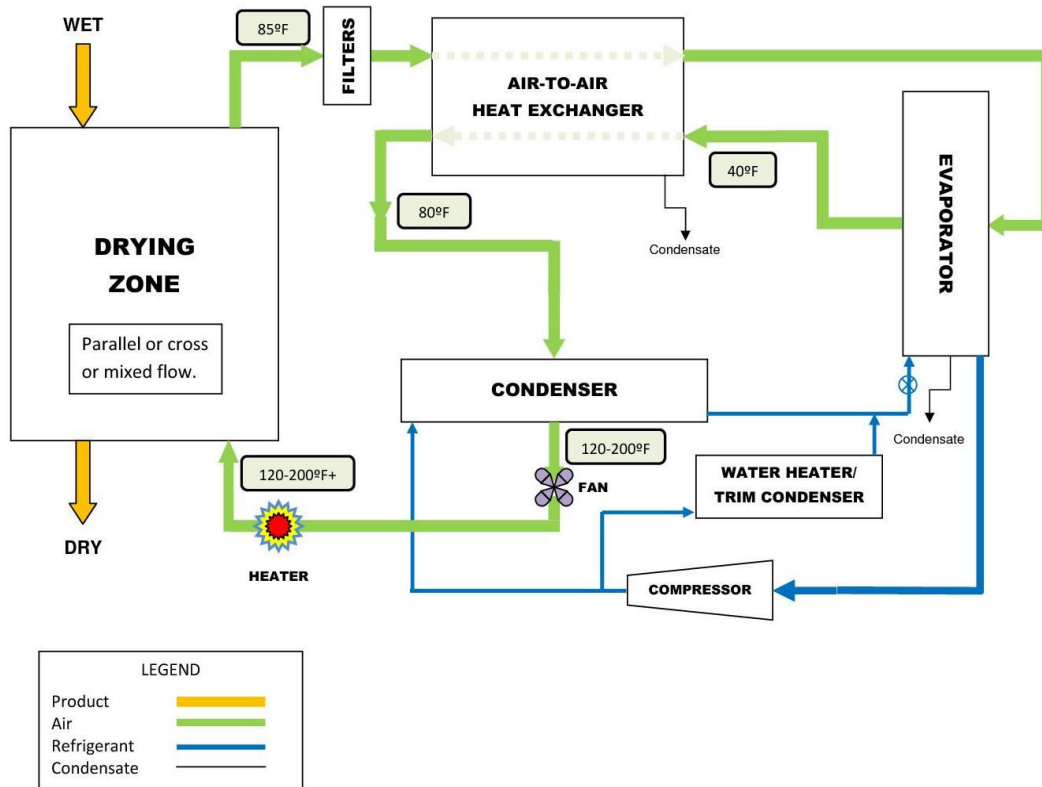 WET
85ºF
FILTERS
AIR-TO-AIR
HEAT EXCHANGER
EVAPORATOR
40ºF
80ºF
Condensate
DRYING
ZONE
Parallel or cross
or mixed flow.
CONDENSER
120-200ºF
Condensate
120-200ºF+
FAN
WATER HEATER/
TRIM CONDENSER
DRY
HEATER
COMPRESSOR
LEGEND
Product
Air
Refrigerant
Condensate